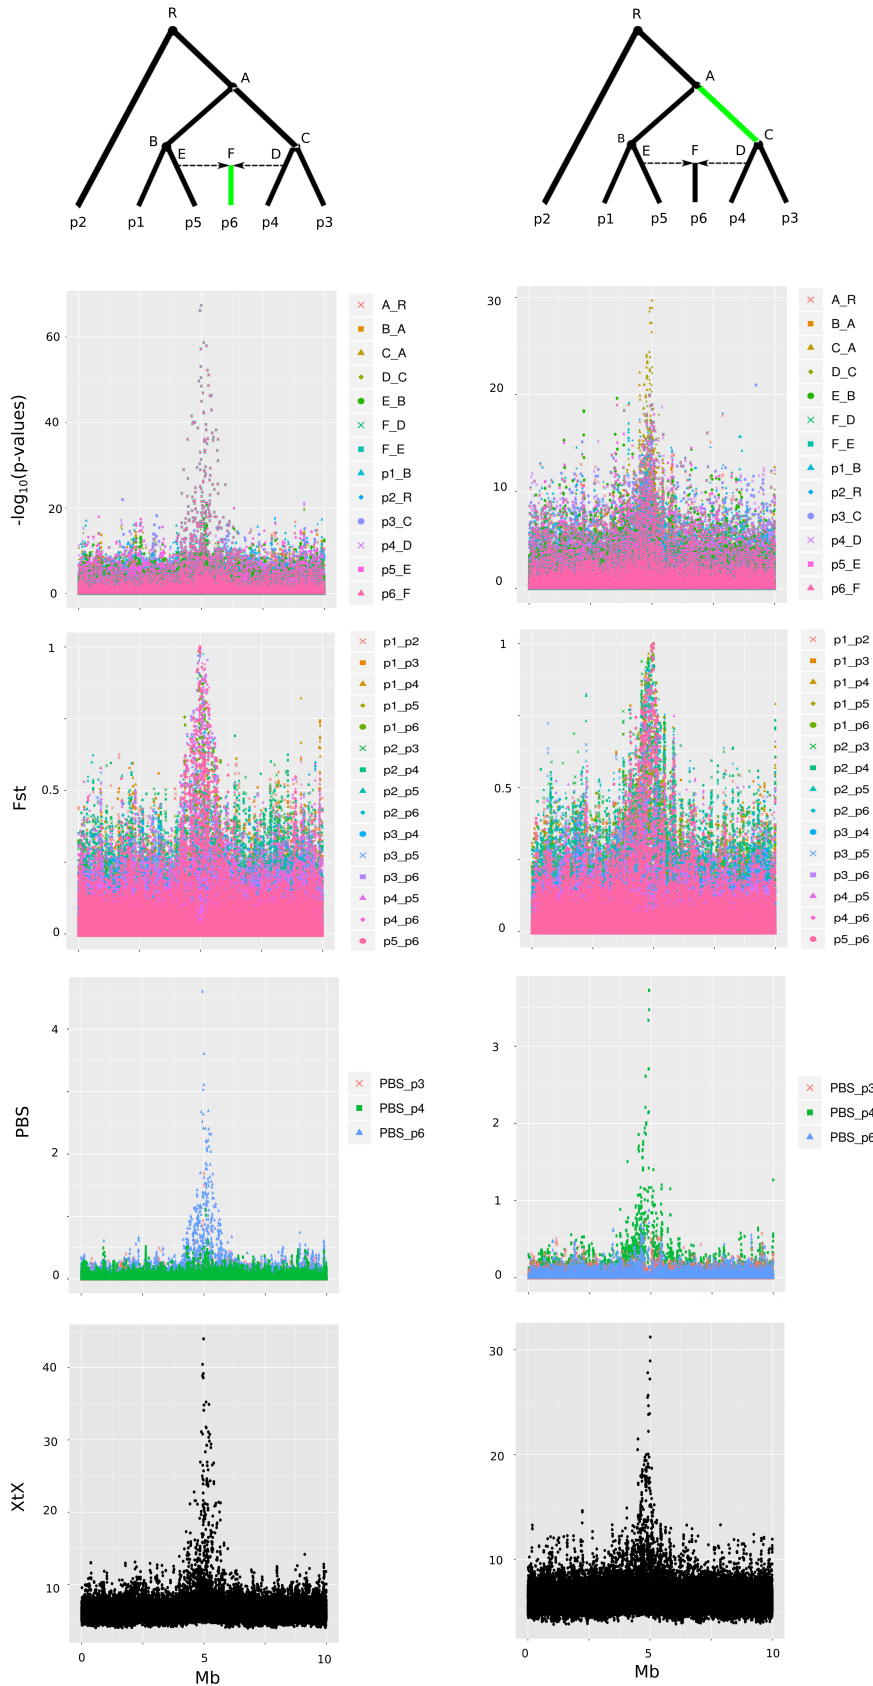 R
A
B
C
E
F
D
p2
p1
p5
p6
p4
p3
R
A
B
C
E
F
D
p2
p1
p5
p6
p4
p3
-log10(p-values)
60
40
20
0
A_R
B_A
C_A
D_C
E_B
F_D
F_E
p1_B
p2_R
p3_C
p4_D
p5_E
p6_F
30
20
10
0
A_R
B_A
C_A
D_C
E_B
F_D
F_E
p1_B
p2_R
p3_C
p4_D
p5_E
p6_F
Fst
1
0.5
0
p1_p2
p1_p3
p1_p4
p1_p5
p1_p6
p2_p3
p2_p4
p2_p5
p2_p6
p3_p4
p3_p5
p3_p6
p4_p5
p4_p6
p5_p6
1
0.5
0
p1_p2
p1_p3
p1_p4
p1_p5
p1_p6
p2_p3
p2_p4
p2_p5
p2_p6
p3_p4
p3_p5
p3_p6
p4_p5
p4_p6
p5_p6
PBS
4
2
0
PBS_p3
PBS_p4
PBS_p6
3
2
1
0
PBS_p3
PBS_p4
PBS_p6
XtX
40
30
20
10
0 5 10
Mb
30
20
10
0 5 10
Mb